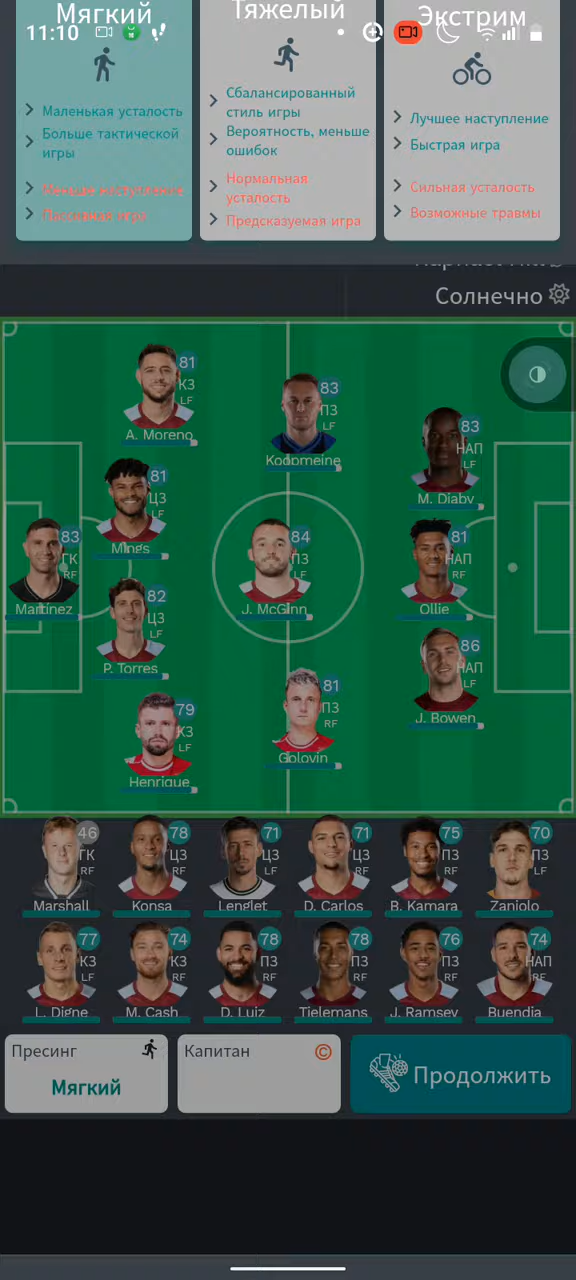 Мягкий
Тяжелый
Экстрим
11:10
Маленькая усталость
Больше тактической
игры
Меньше наступление
Пассивная игра
Сбалансированный
стиль игры
Вероятность, меньше
ошибок
Нормальная
усталость
Предсказуемая игра
Лучшее наступление
Быстрая игра
Сильная усталость
Возможные травмы
Солнечно
81
КЗ
LF
A. Moreno
83
ПЗ
LF
Koopmeine
83
НАП
LF
M. Diaby
81
ЦЗ
LF
Mings
83
ГК
RF
Martínez
84
ПЗ
LF
J. McGinn
81
НАП
LF
Ollie
82
ЦЗ
LF
P. Torres
86
НАП
LF
J. Bowen
79
КЗ
LF
Henrique
81
ПЗ
RF
Golovin
46
ГК
RF
Marshall
78
ЦЗ
RF
Konsa
71
ЦЗ
LF
Lenglet
71
ЦЗ
RF
D. Carlos
75
ПЗ
RF
B. Kamara
70
ПЗ
LF
Zaniolo
77
КЗ
LF
L. Digne
74
КЗ
RF
M. Cash
78
ПЗ
RF
D. Luiz
78
ПЗ
RF
Tielemans
76
ПЗ
RF
J. Ramsey
74
НАП
RF
Buendia
Пресинг
Мягкий
Капитан
©
Продолжить